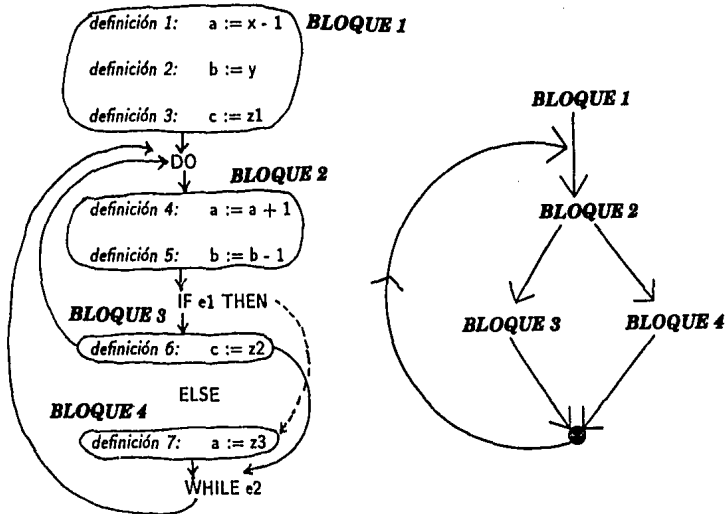 definición 1: a := x - 1 BLOQUE 1
definición 2: b := y
definición 3: c := z1
DO
BLOQUE 2
definición 4: a := a + 1
definición 5: b := b - 1
IF e1 THEN
BLOQUE 3
definición 6: c := z2
ELSE
BLOQUE 4
definición 7: a := z3
WHILE e2
BLOQUE 1
BLOQUE 2
BLOQUE 3 BLOQUE 4